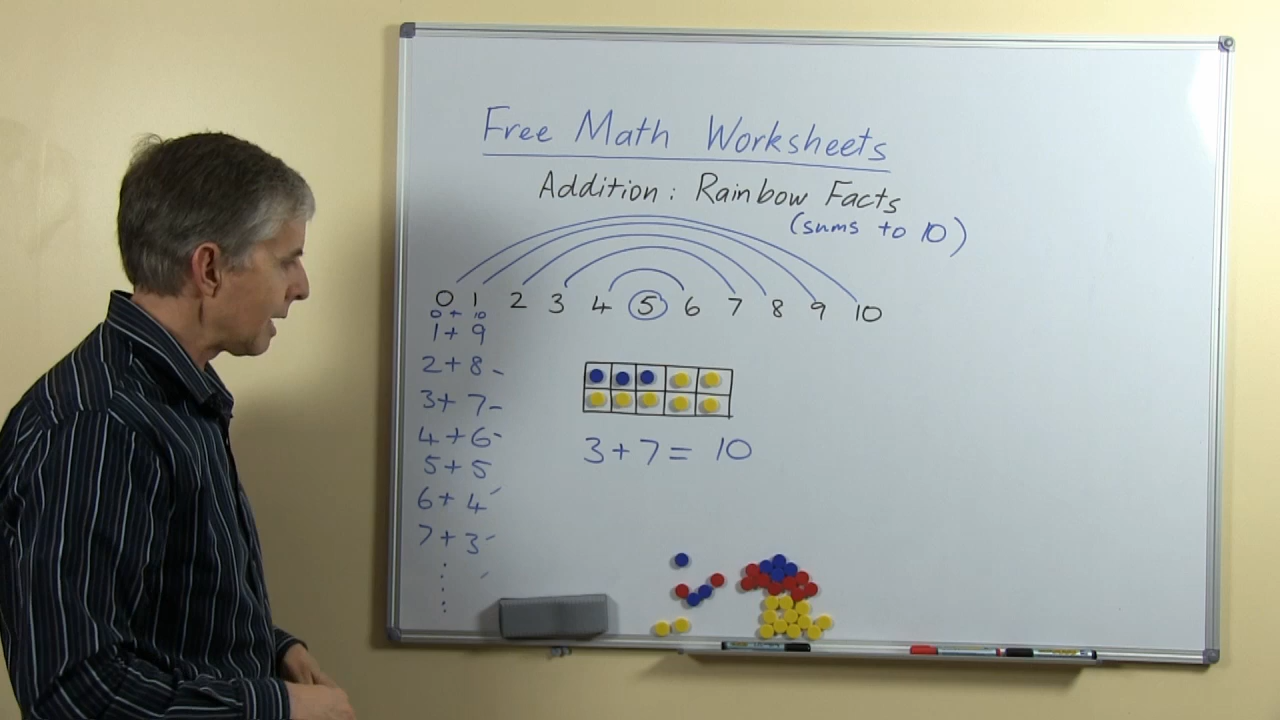 Free Math Worksheets
Addition: Rainbow Facts
(sums to 10)
0 1 2 3 4 5 6 7 8 9 10
0 + 10
1 + 9
2 + 8
3 + 7
4 + 6
5 + 5
6 + 4
7 + 3
3 + 7 = 10